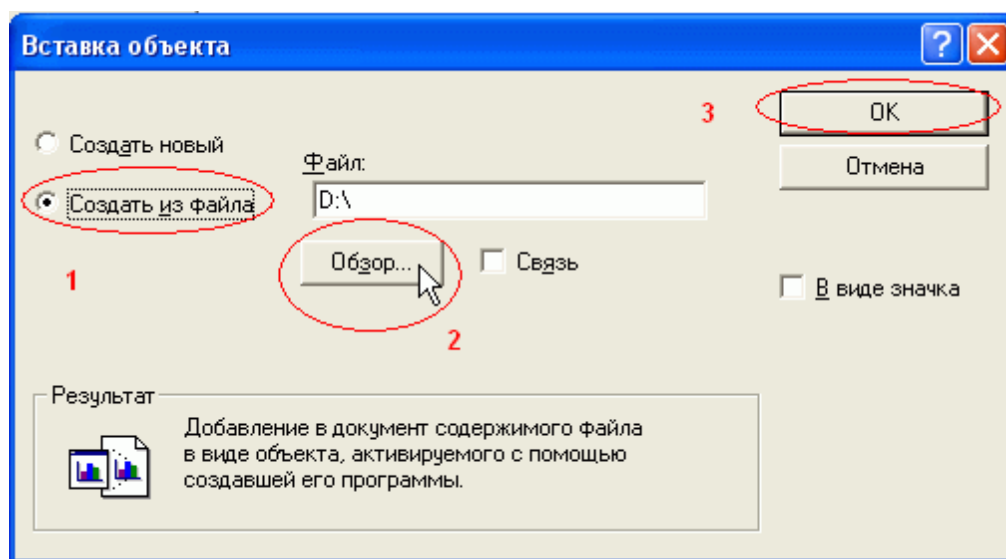 Вставка объекта
3
OK
Создать новый
Файл:
Отмена
Создать из файла
D:\
Обзор...
Связь
1
В виде значка
2
Результат
Добавление в документ содержимого файла
в виде объекта, активируемого с помощью
создавшей его программы.